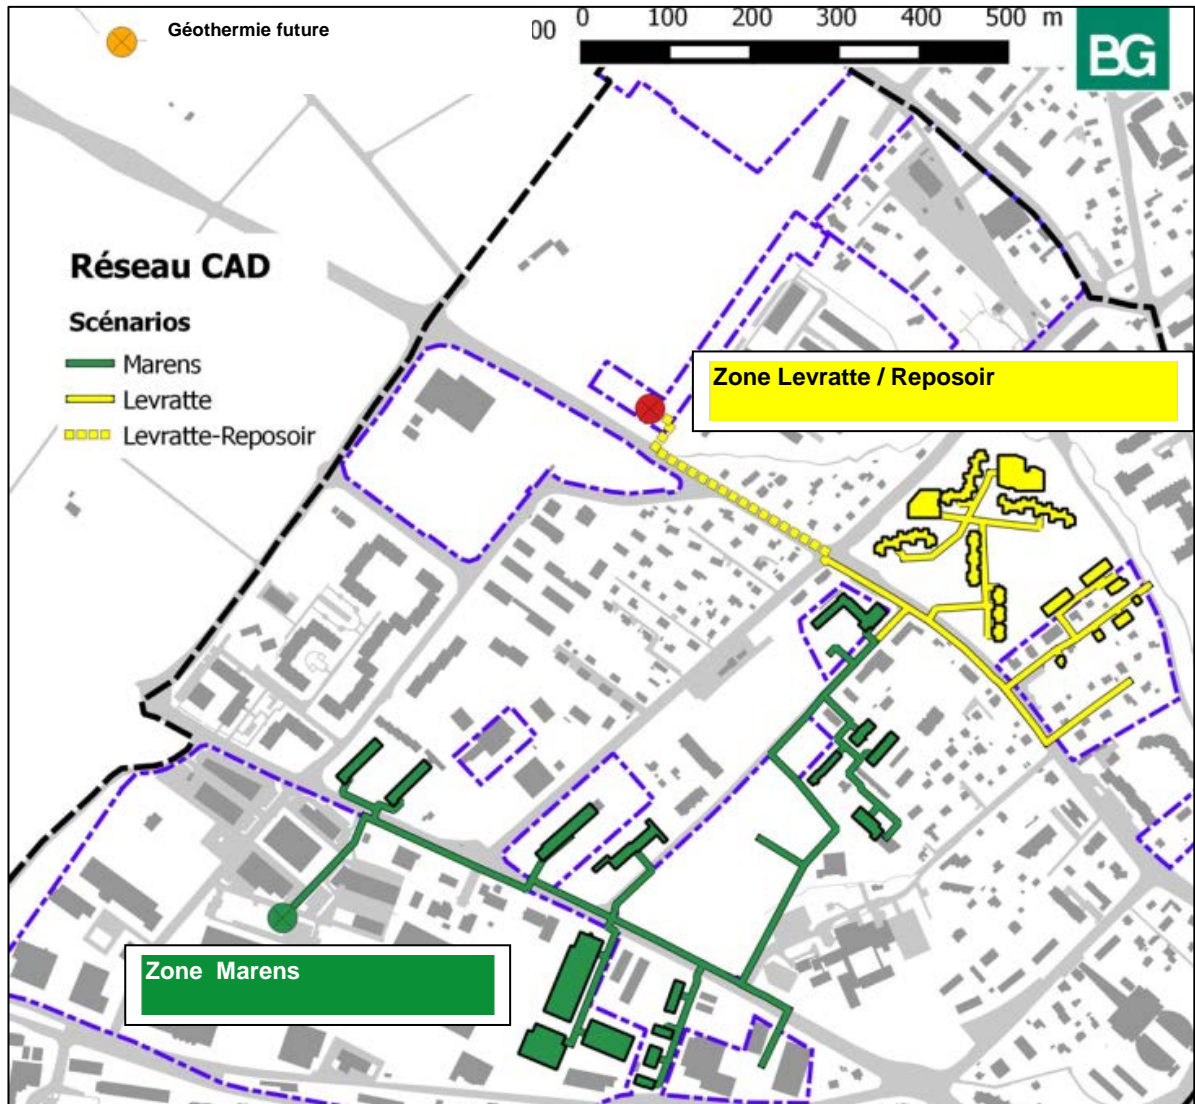 Géothermie future
00
0 100 200 300 400 500 m
BG
Réseau CAD
Scénarios
Marens
Levratte
Levratte-Reposoir
Zone Levratte / Reposoir
Zone Marens